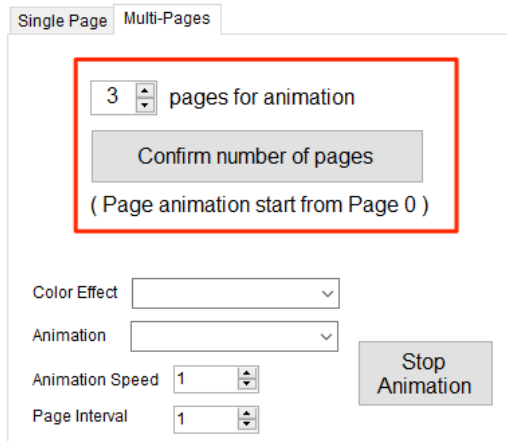 Single Page Multi-Pages
3 pages for animation
Confirm number of pages
( Page animation start from Page 0 )
Color Effect
Animation
Animation Speed 1
Page Interval 1
Stop
Animation